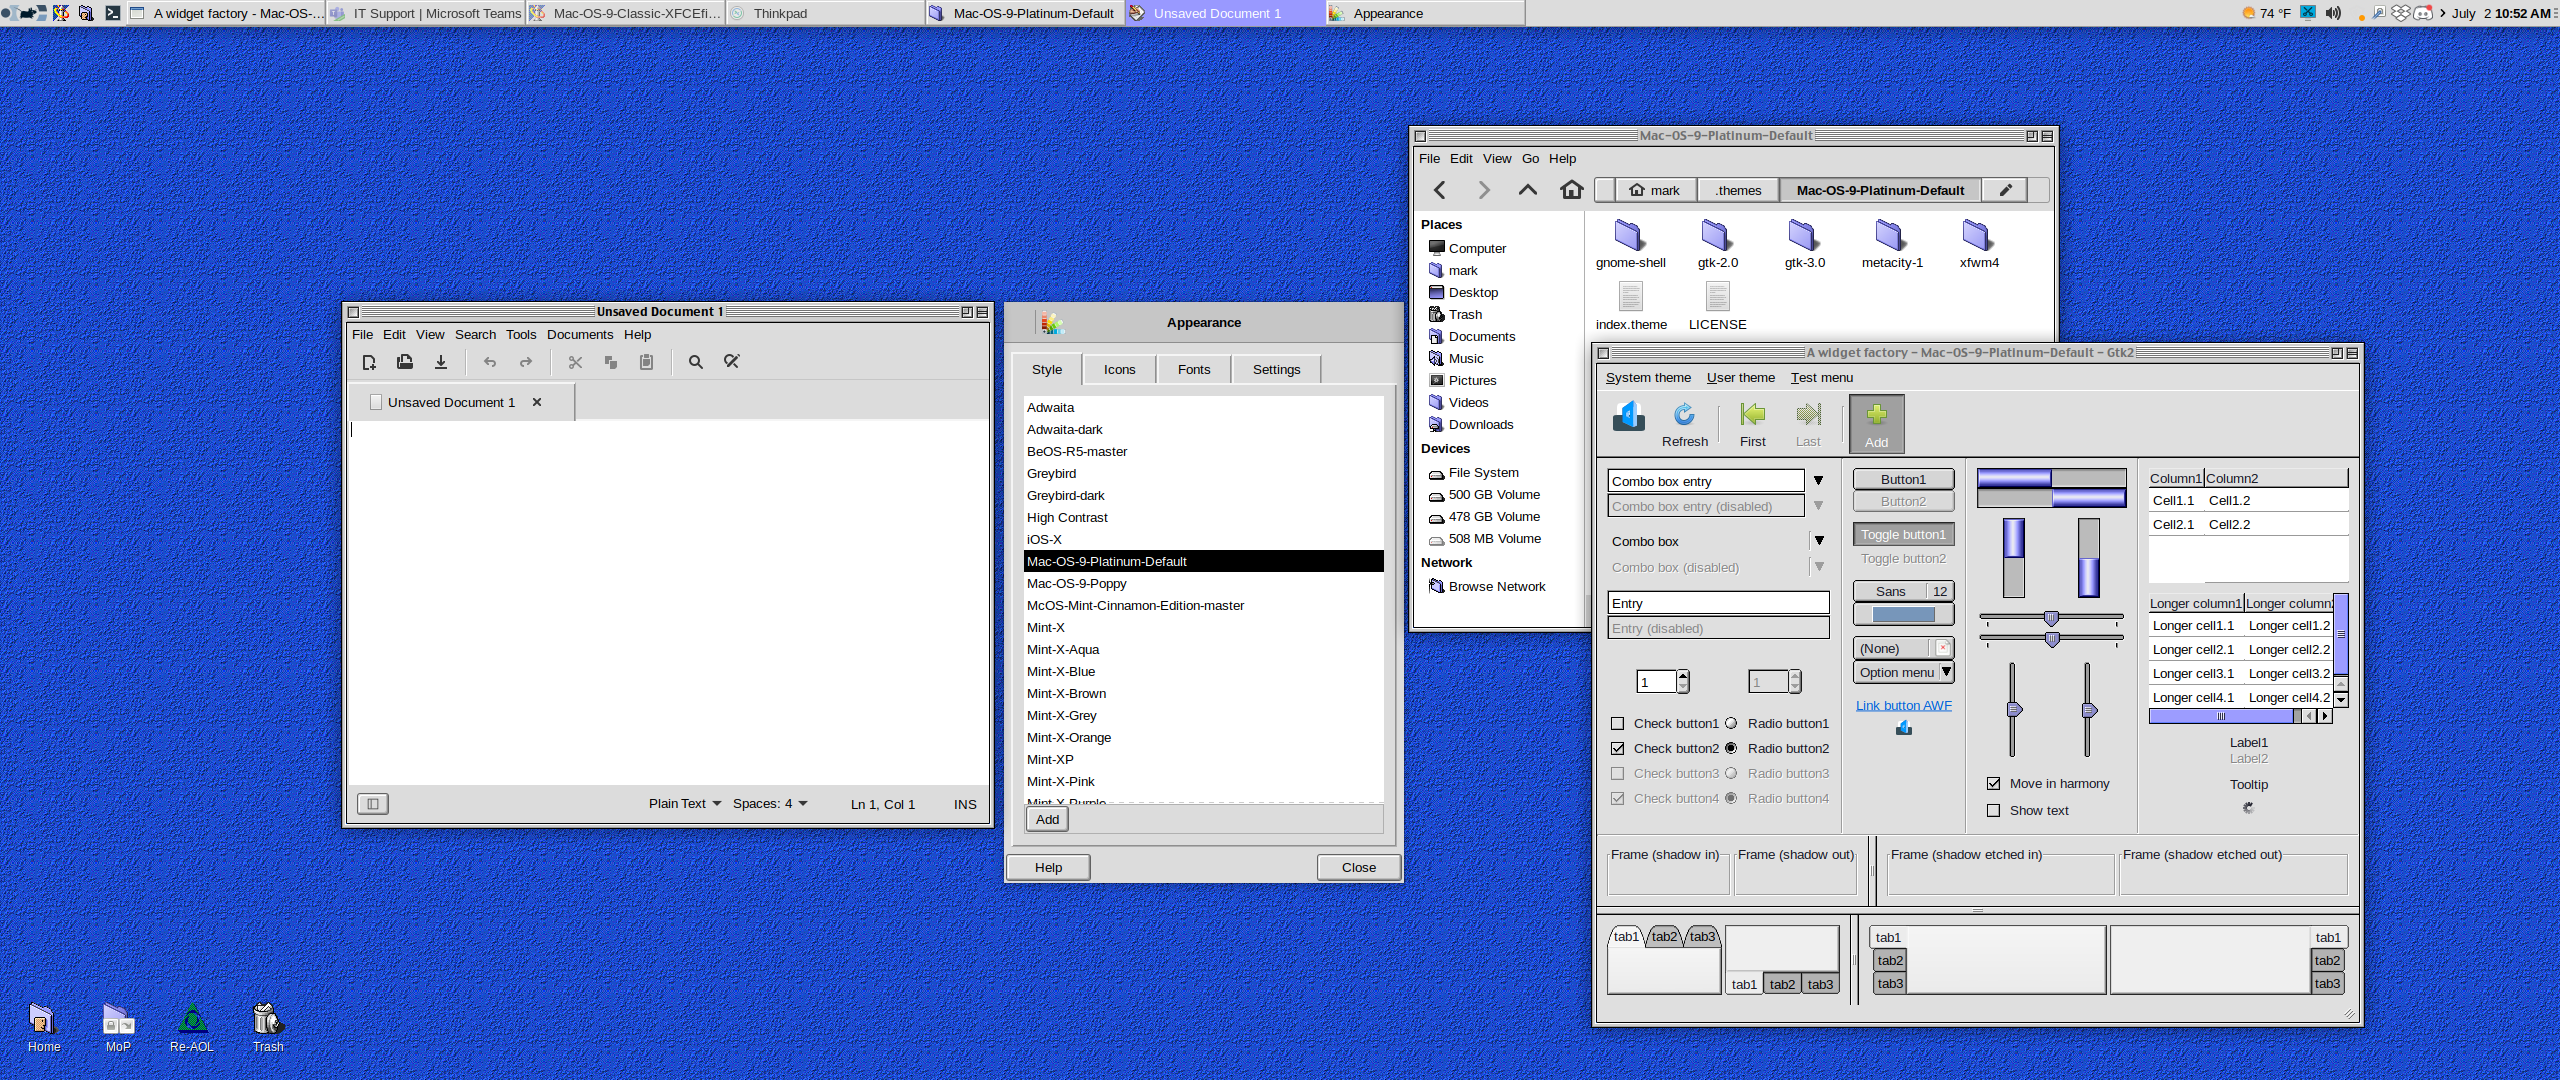 A widget factory - Mac-OS-...
IT Support | Microsoft Teams
Mac-OS-9-Classic-XFCEfi...
Thinkpad
Mac-OS-9-Platinum-Default
Unsaved Document 1
Appearance
74 °F
July 2 10:52 AM
Mac-OS-9-Platinum-Default
File Edit View Go Help
mark .themes Mac-OS-9-Platinum-Default
Places
Computer
mark
Desktop
Trash
Documents
Music
Pictures
Videos
Downloads
Devices
File System
500 GB Volume
478 GB Volume
508 MB Volume
Network
Browse Network
gnome-shell gtk-2.0 gtk-3.0 metacity-1 xfwm4
index.theme LICENSE
Unsaved Document 1
File Edit View Search Tools Documents Help
Unsaved Document 1
Plain Text Spaces: 4 Ln 1, Col 1 INS
Appearance
Style Icons Fonts Settings
Adwaita
Adwaita-dark
BeOS-R5-master
Greybird
Greybird-dark
High Contrast
iOS-X
Mac-OS-9-Platinum-Default
Mac-OS-9-Poppy
McOS-Mint-Cinnamon-Edition-master
Mint-X
Mint-X-Aqua
Mint-X-Blue
Mint-X-Brown
Mint-X-Grey
Mint-X-Orange
Mint-XP
Mint-X-Pink
Mint-X-Purple
Add
Help Close
A widget factory - Mac-OS-9-Platinum-Default - Gtk2
System theme User theme Test menu
Refresh First Last Add
Combo box entry
Combo box entry (disabled)
Combo box
Combo box (disabled)
Entry
Entry (disabled)
1 1
Check button1 Radio button1
Check button2 Radio button2
Check button3 Radio button3
Check button4 Radio button4
Button1
Button2
Toggle button1
Toggle button2
Sans 12
(None)
Option menu
Link button AWF
Move in harmony
Show text
Column1 Column2
Cell1.1 Cell1.2
Cell2.1 Cell2.2
Longer column1 Longer column
Longer cell1.1 Longer cell1.2
Longer cell2.1 Longer cell2.2
Longer cell3.1 Longer cell3.2
Longer cell4.1 Longer cell4.2
Label1
Label2
Tooltip
Frame (shadow in) Frame (shadow out) Frame (shadow etched in) Frame (shadow etched out)
tab1 tab2 tab3
tab1 tab2 tab3
tab1
tab2
tab3
tab1
tab2
tab3
Home MoP Re-AOL Trash